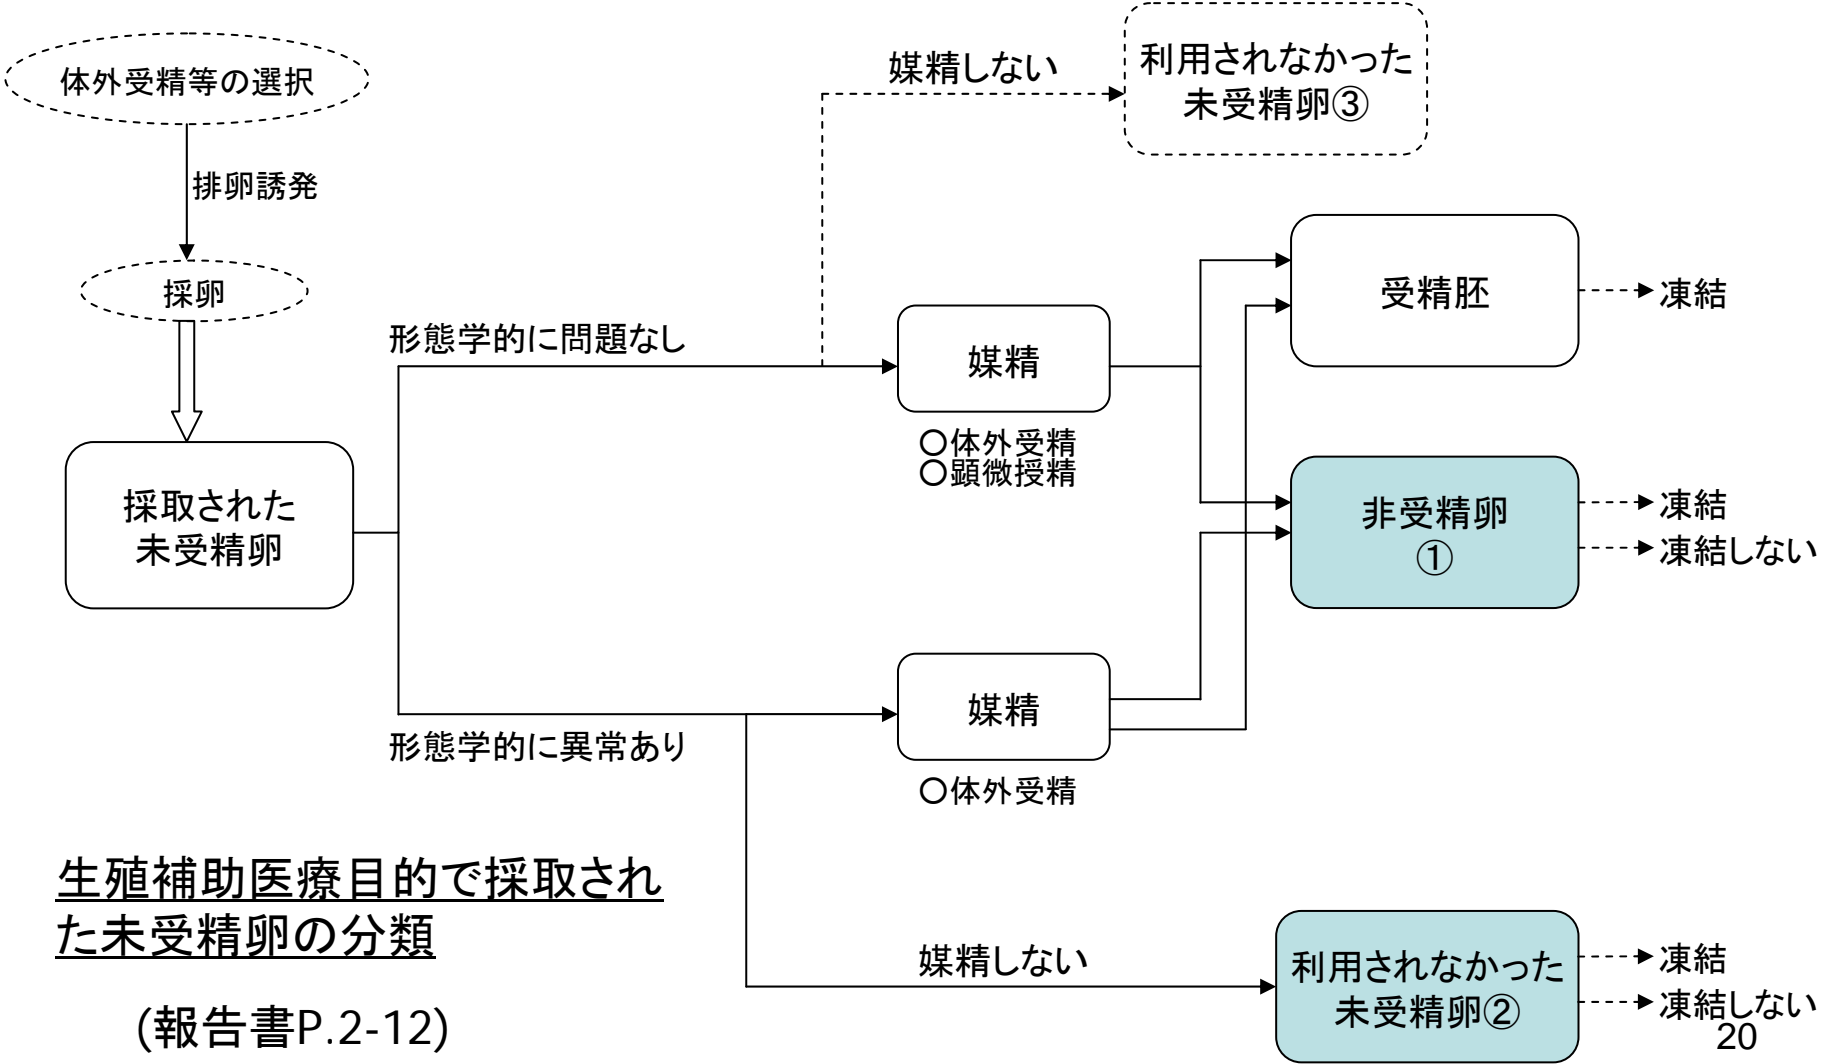 体外受精等の選択
排卵誘発
採卵
採取された
未受精卵
形態学的に問題なし
形態学的に異常あり
媒精しない
利用されなかった
未受精卵③
媒精
○体外受精
○顕微授精
受精胚
凍結
非受精卵
①
凍結
凍結しない
媒精
○体外受精
媒精しない
利用されなかった
未受精卵②
凍結
凍結しない
生殖補助医療目的で採取され
た未受精卵の分類
(報告書P.2-12)
20